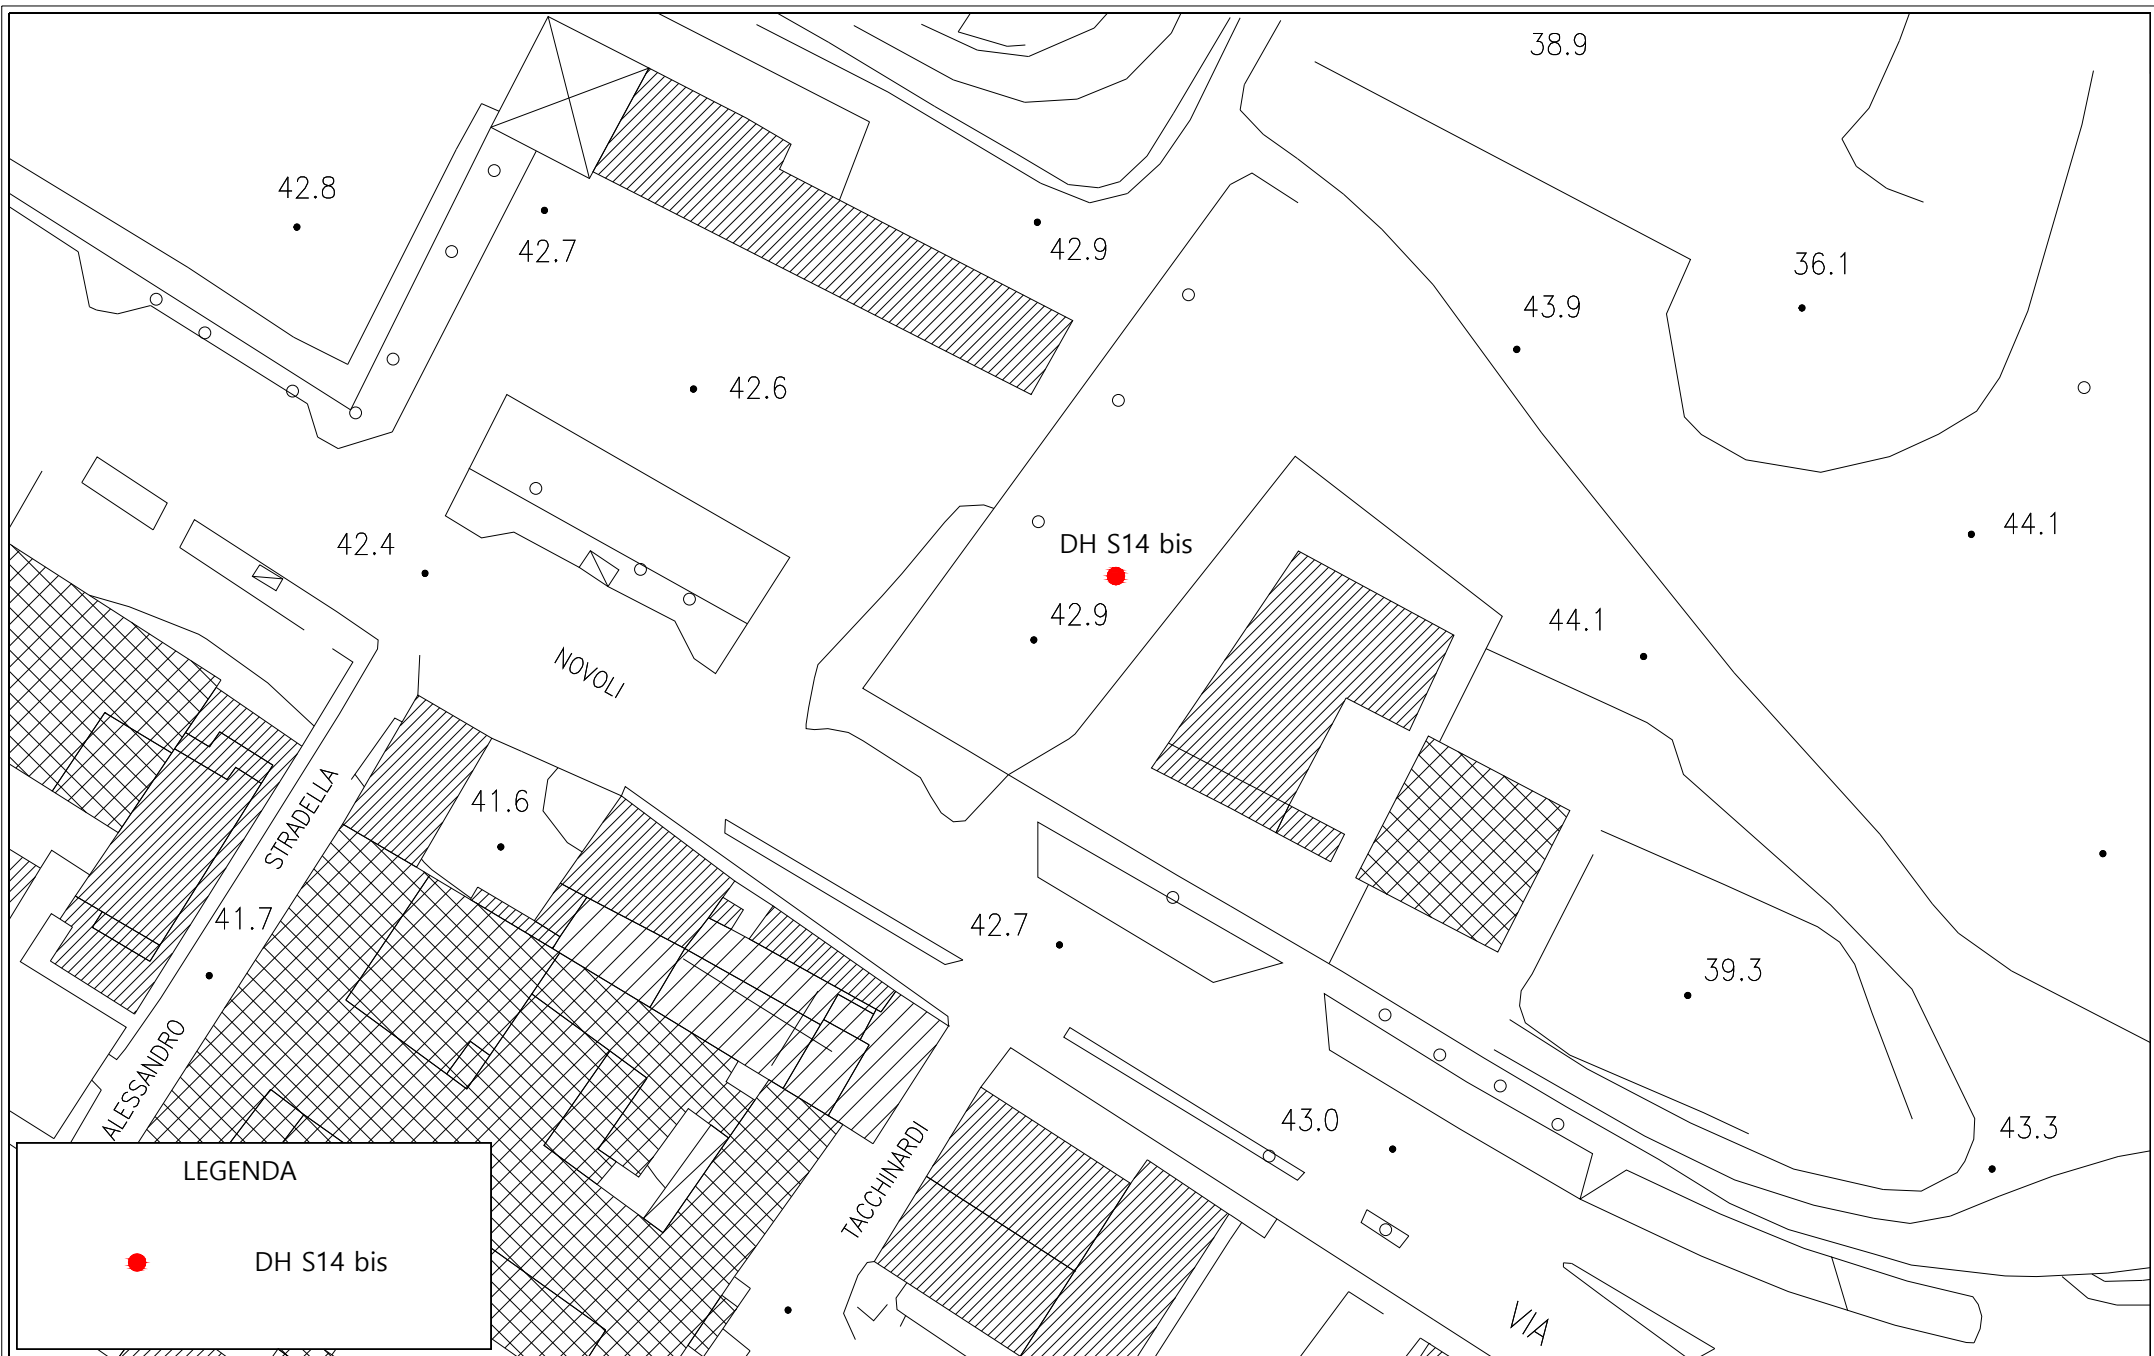 38.9
42.8
42.7
42.9
36.1
43.9
42.6
44.1
42.4
DH S14 bis
42.9
44.1
NOVOLI
41.6
STRADELLA
41.7
42.7
39.3
ALESSANDRO
43.0
43.3
TACCHINARDI
VIA
LEGENDA
DH S14 bis